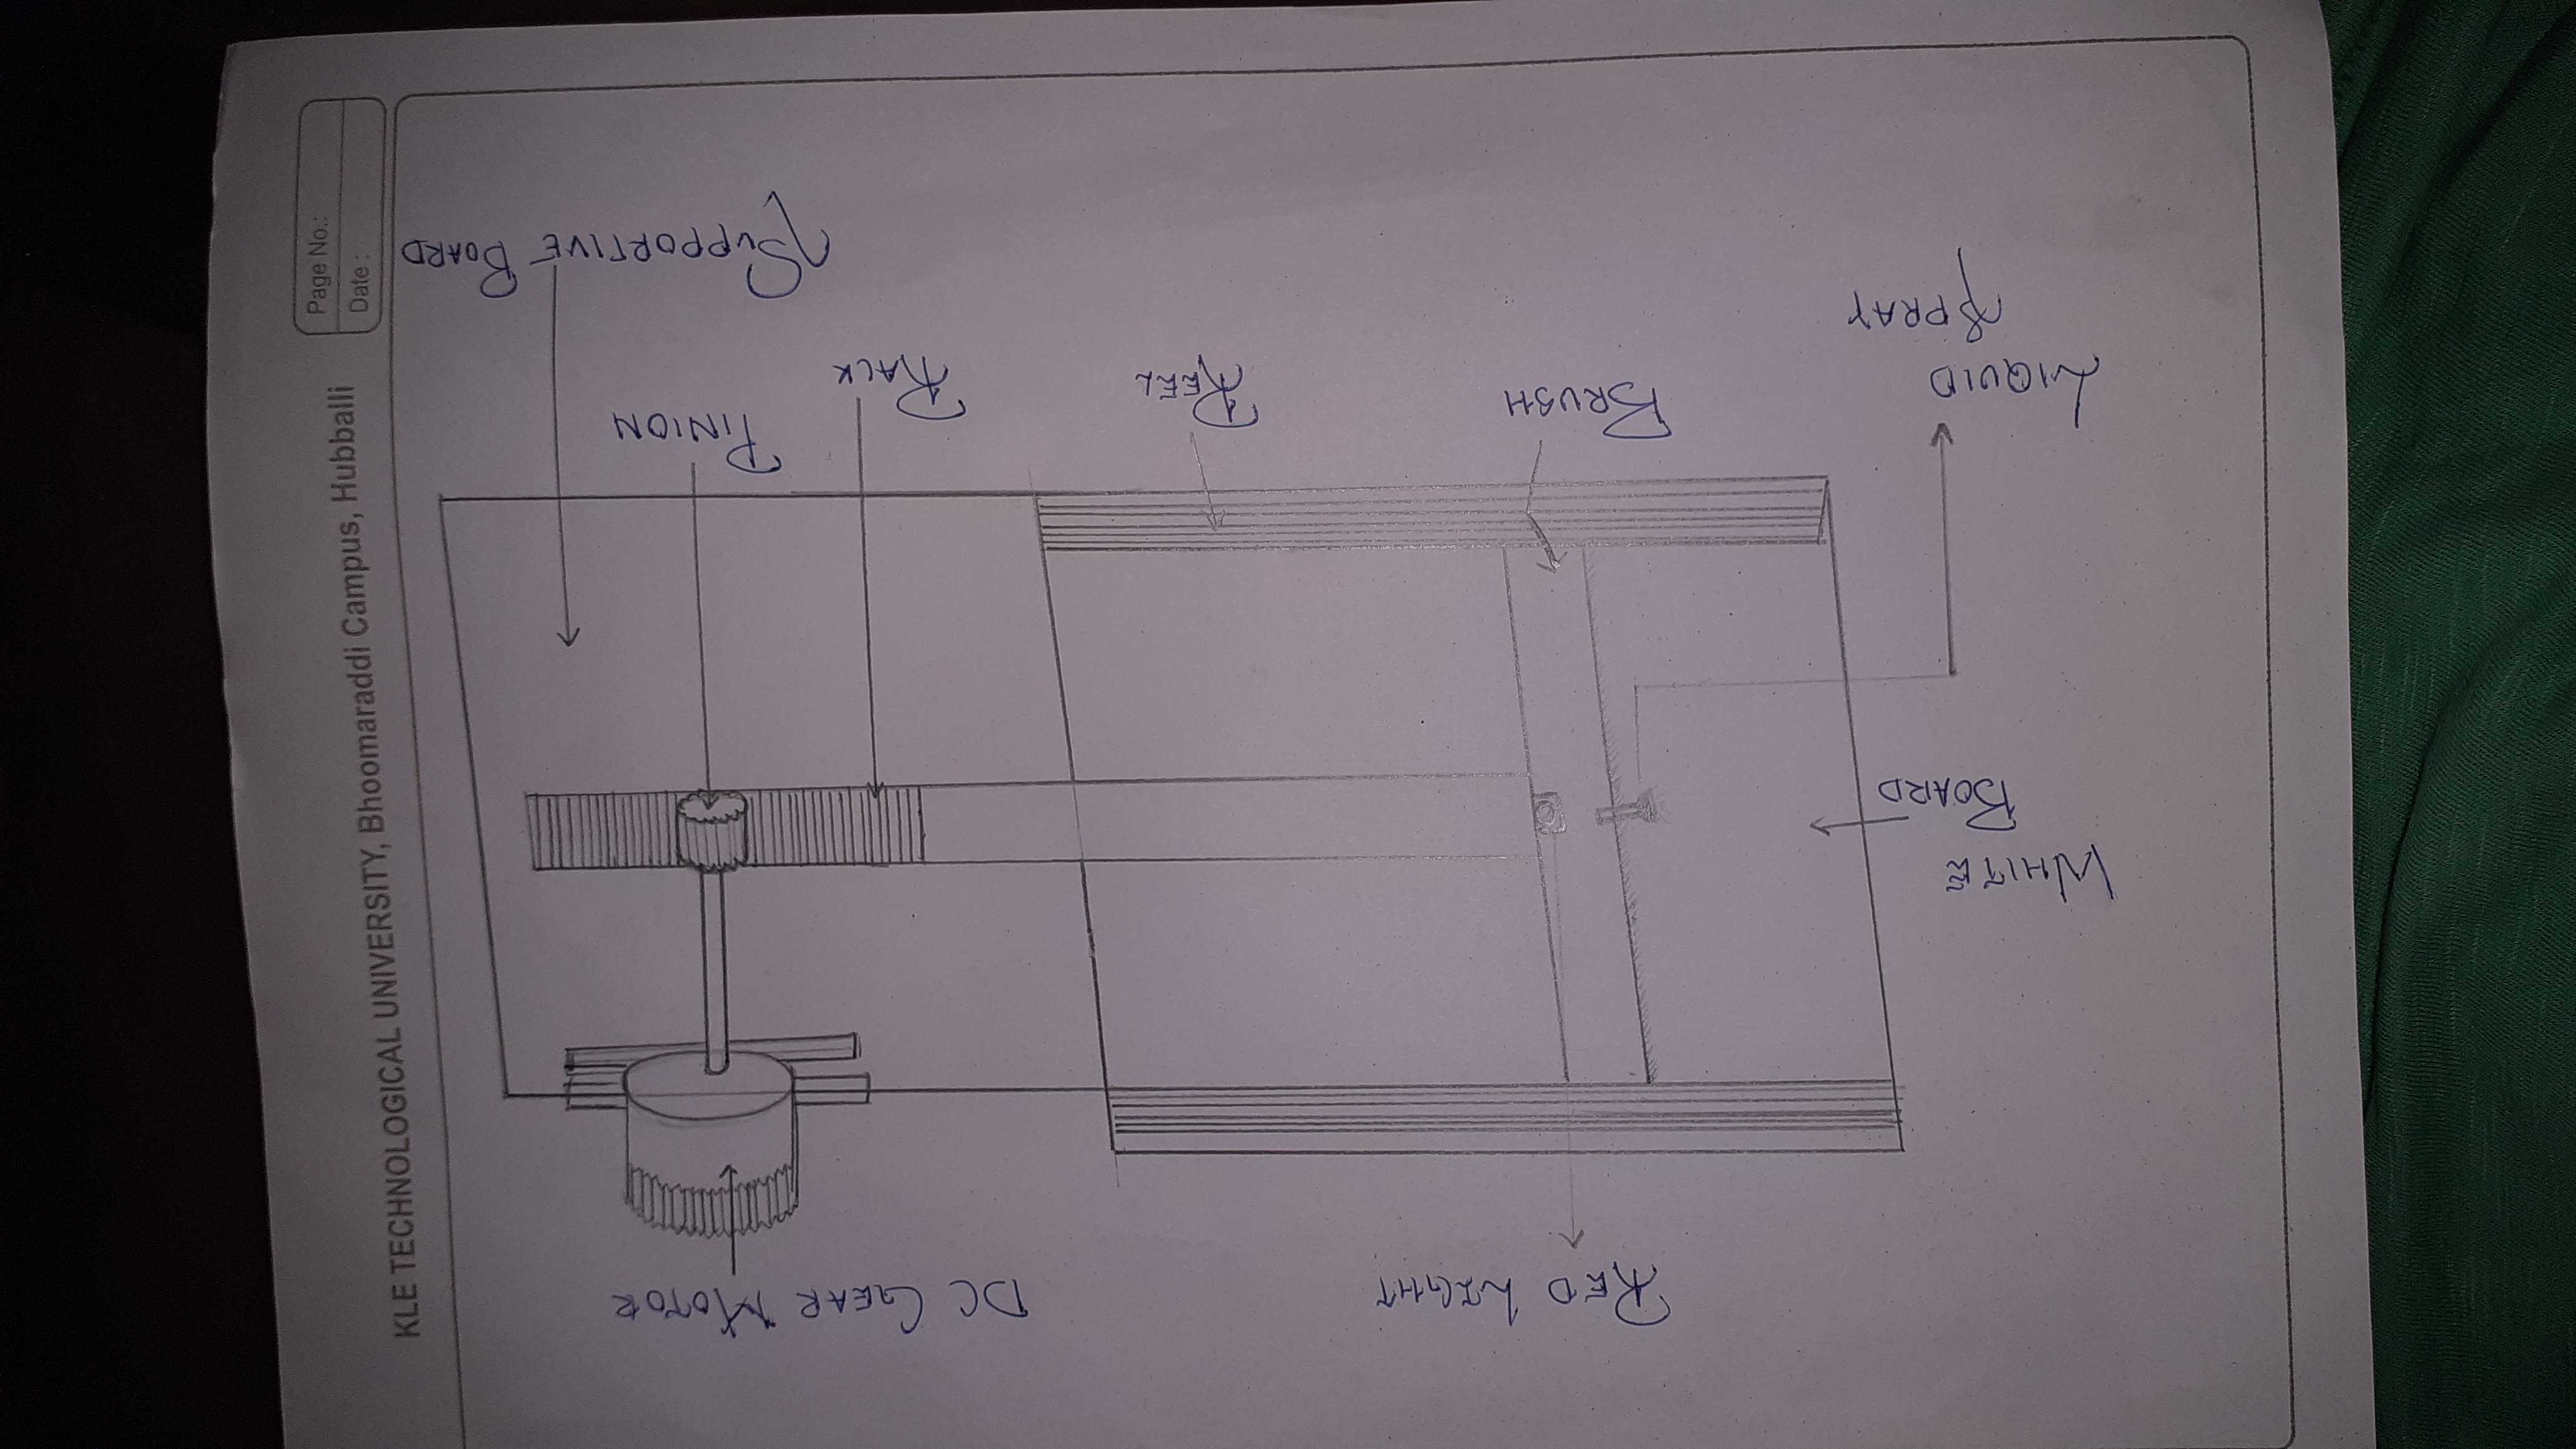 KLE TECHNOLOGICAL UNIVERSITY, Bhoomaraddi Campus, Hubballi
Page No.:
Date :
DC GEAR MOTOR
RED LIGHT
WHITE
BOARD
LIQUID
SPRAY
BRUSH
REEL
RACK
PINION
SUPPORTIVE BOARD